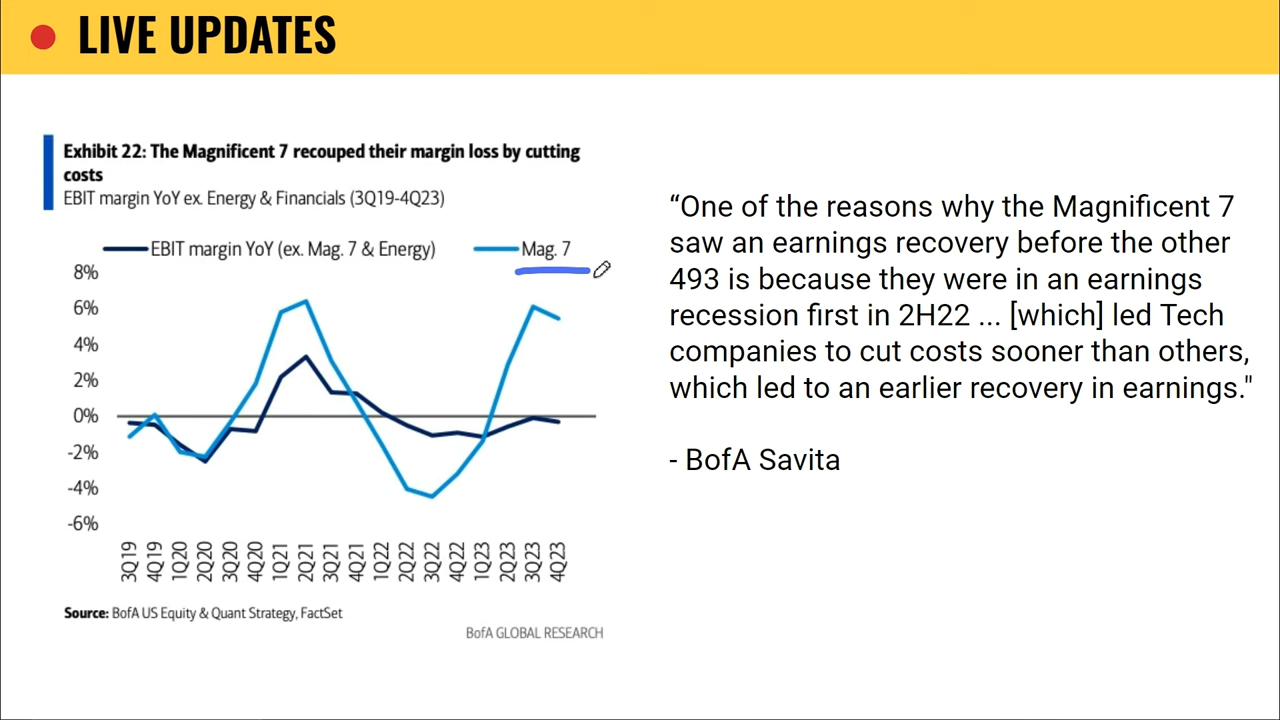 LIVE UPDATES
Exhibit 22: The Magnificent 7 recouped their margin loss by cutting
costs
EBIT margin YoY ex. Energy & Financials (3Q19-4Q23)
EBIT margin YoY (ex. Mag. 7 & Energy)
Mag. 7
8%
6%
4%
2%
0%
-2%
-4%
-6%
3Q19
4Q19
1Q20
2Q20
3Q20
4Q20
1Q21
2Q21
3Q21
4Q21
1Q22
2Q22
3Q22
4Q22
1Q23
2Q23
3Q23
4Q23
Source: BofA US Equity & Quant Strategy, FactSet
BofA GLOBAL RESEARCH
“One of the reasons why the Magnificent 7
saw an earnings recovery before the other
493 is because they were in an earnings
recession first in 2H22 ... [which] led Tech
companies to cut costs sooner than others,
which led to an earlier recovery in earnings."
- BofA Savita